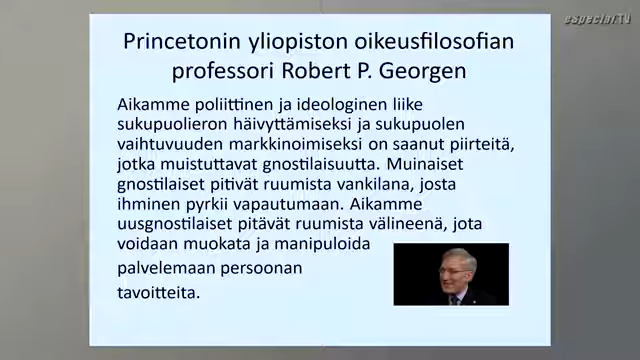 especiarTV
Princetonin yliopiston oikeusfilosofian
professori Robert P. Georgen
Aikamme poliittinen ja ideologinen liike
sukupuolieron häivyttämiseksi ja sukupuolen
vaihtuvuuden markkinoimiseksi on saanut piirteitä,
jotka muistuttavat gnostilaisuutta. Muinaiset
gnostilaiset pitivät ruumista vankilana, josta
ihminen pyrkii vapautumaan. Aikamme
uusgnostilaiset pitävät ruumista välineenä, jota
voidaan muokata ja manipuloida
palvelemaan persoonan
tavoitteita.